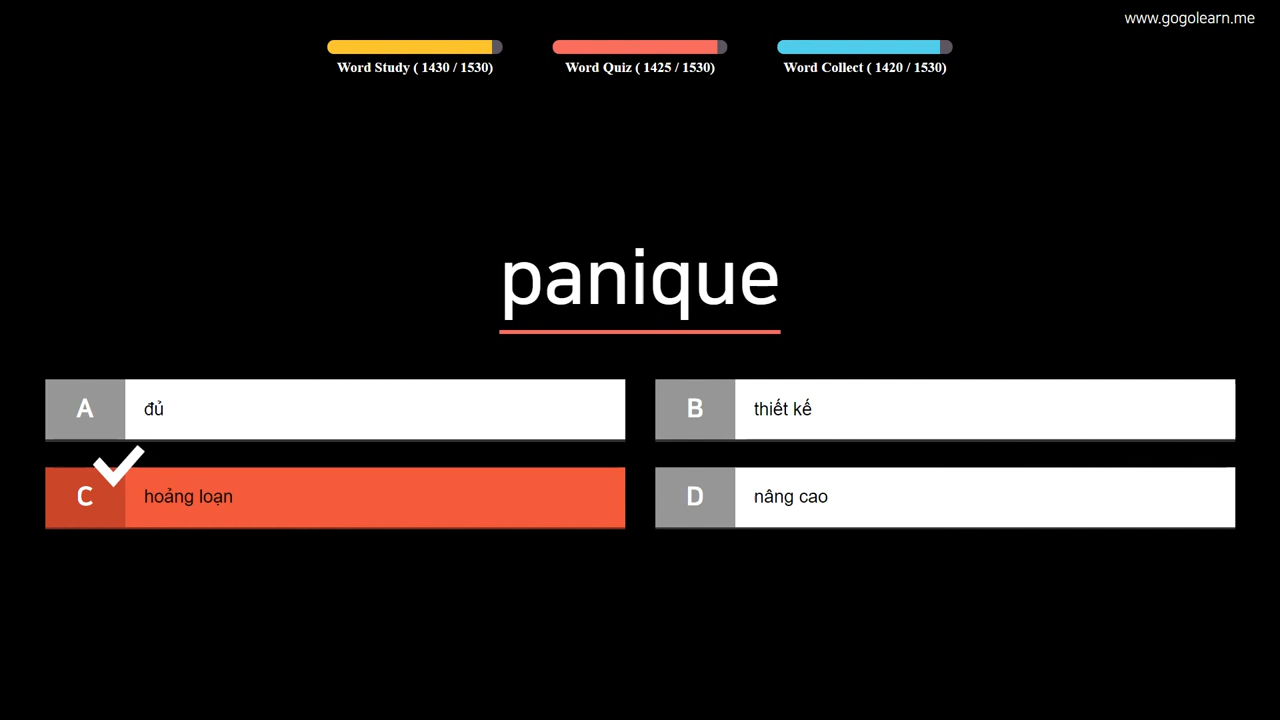 www.gogolearn.me
Word Study ( 1430 / 1530)
Word Quiz ( 1425 / 1530)
Word Collect ( 1420 / 1530)
panique
A đủ
B thiết kế
C hoảng loạn
D nâng cao